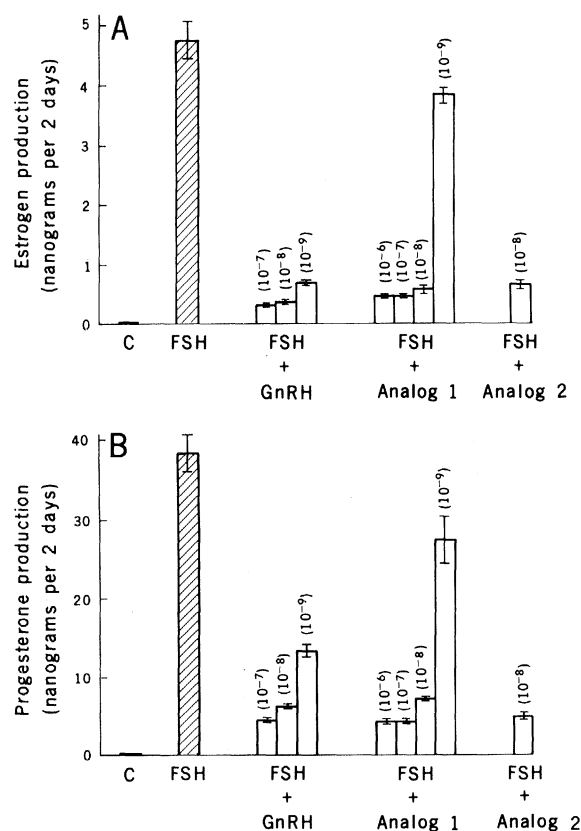 A
Estrogen production
(nanograms per 2 days)
5
4
3
2
1
0
(10⁻⁷)
(10⁻⁸)
(10⁻⁹)
(10⁻⁶)
(10⁻⁷)
(10⁻⁸)
(10⁻⁹)
(10⁻⁸)
C
FSH
FSH
+
GnRH
FSH
+
Analog 1
FSH
+
Analog 2
B
Progesterone production
(nanograms per 2 days)
40
30
20
10
0
(10⁻⁷)
(10⁻⁸)
(10⁻⁹)
(10⁻⁶)
(10⁻⁷)
(10⁻⁸)
(10⁻⁹)
(10⁻⁸)
C
FSH
FSH
+
GnRH
FSH
+
Analog 1
FSH
+
Analog 2